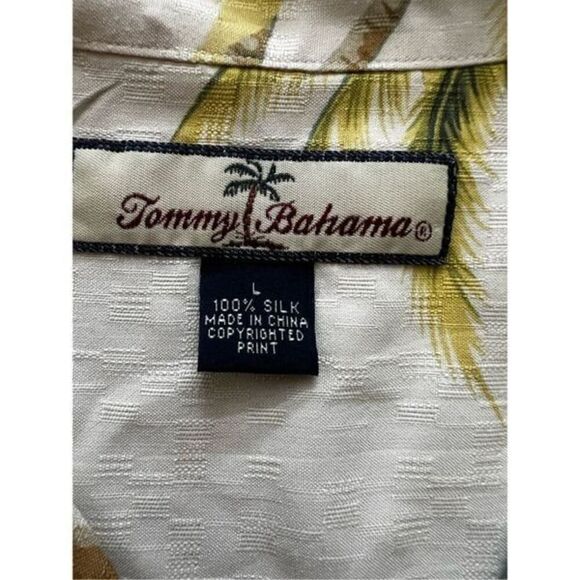 Tommy Bahama®
L
100% SILK
MADE IN CHINA
COPYRIGHTED
PRINT